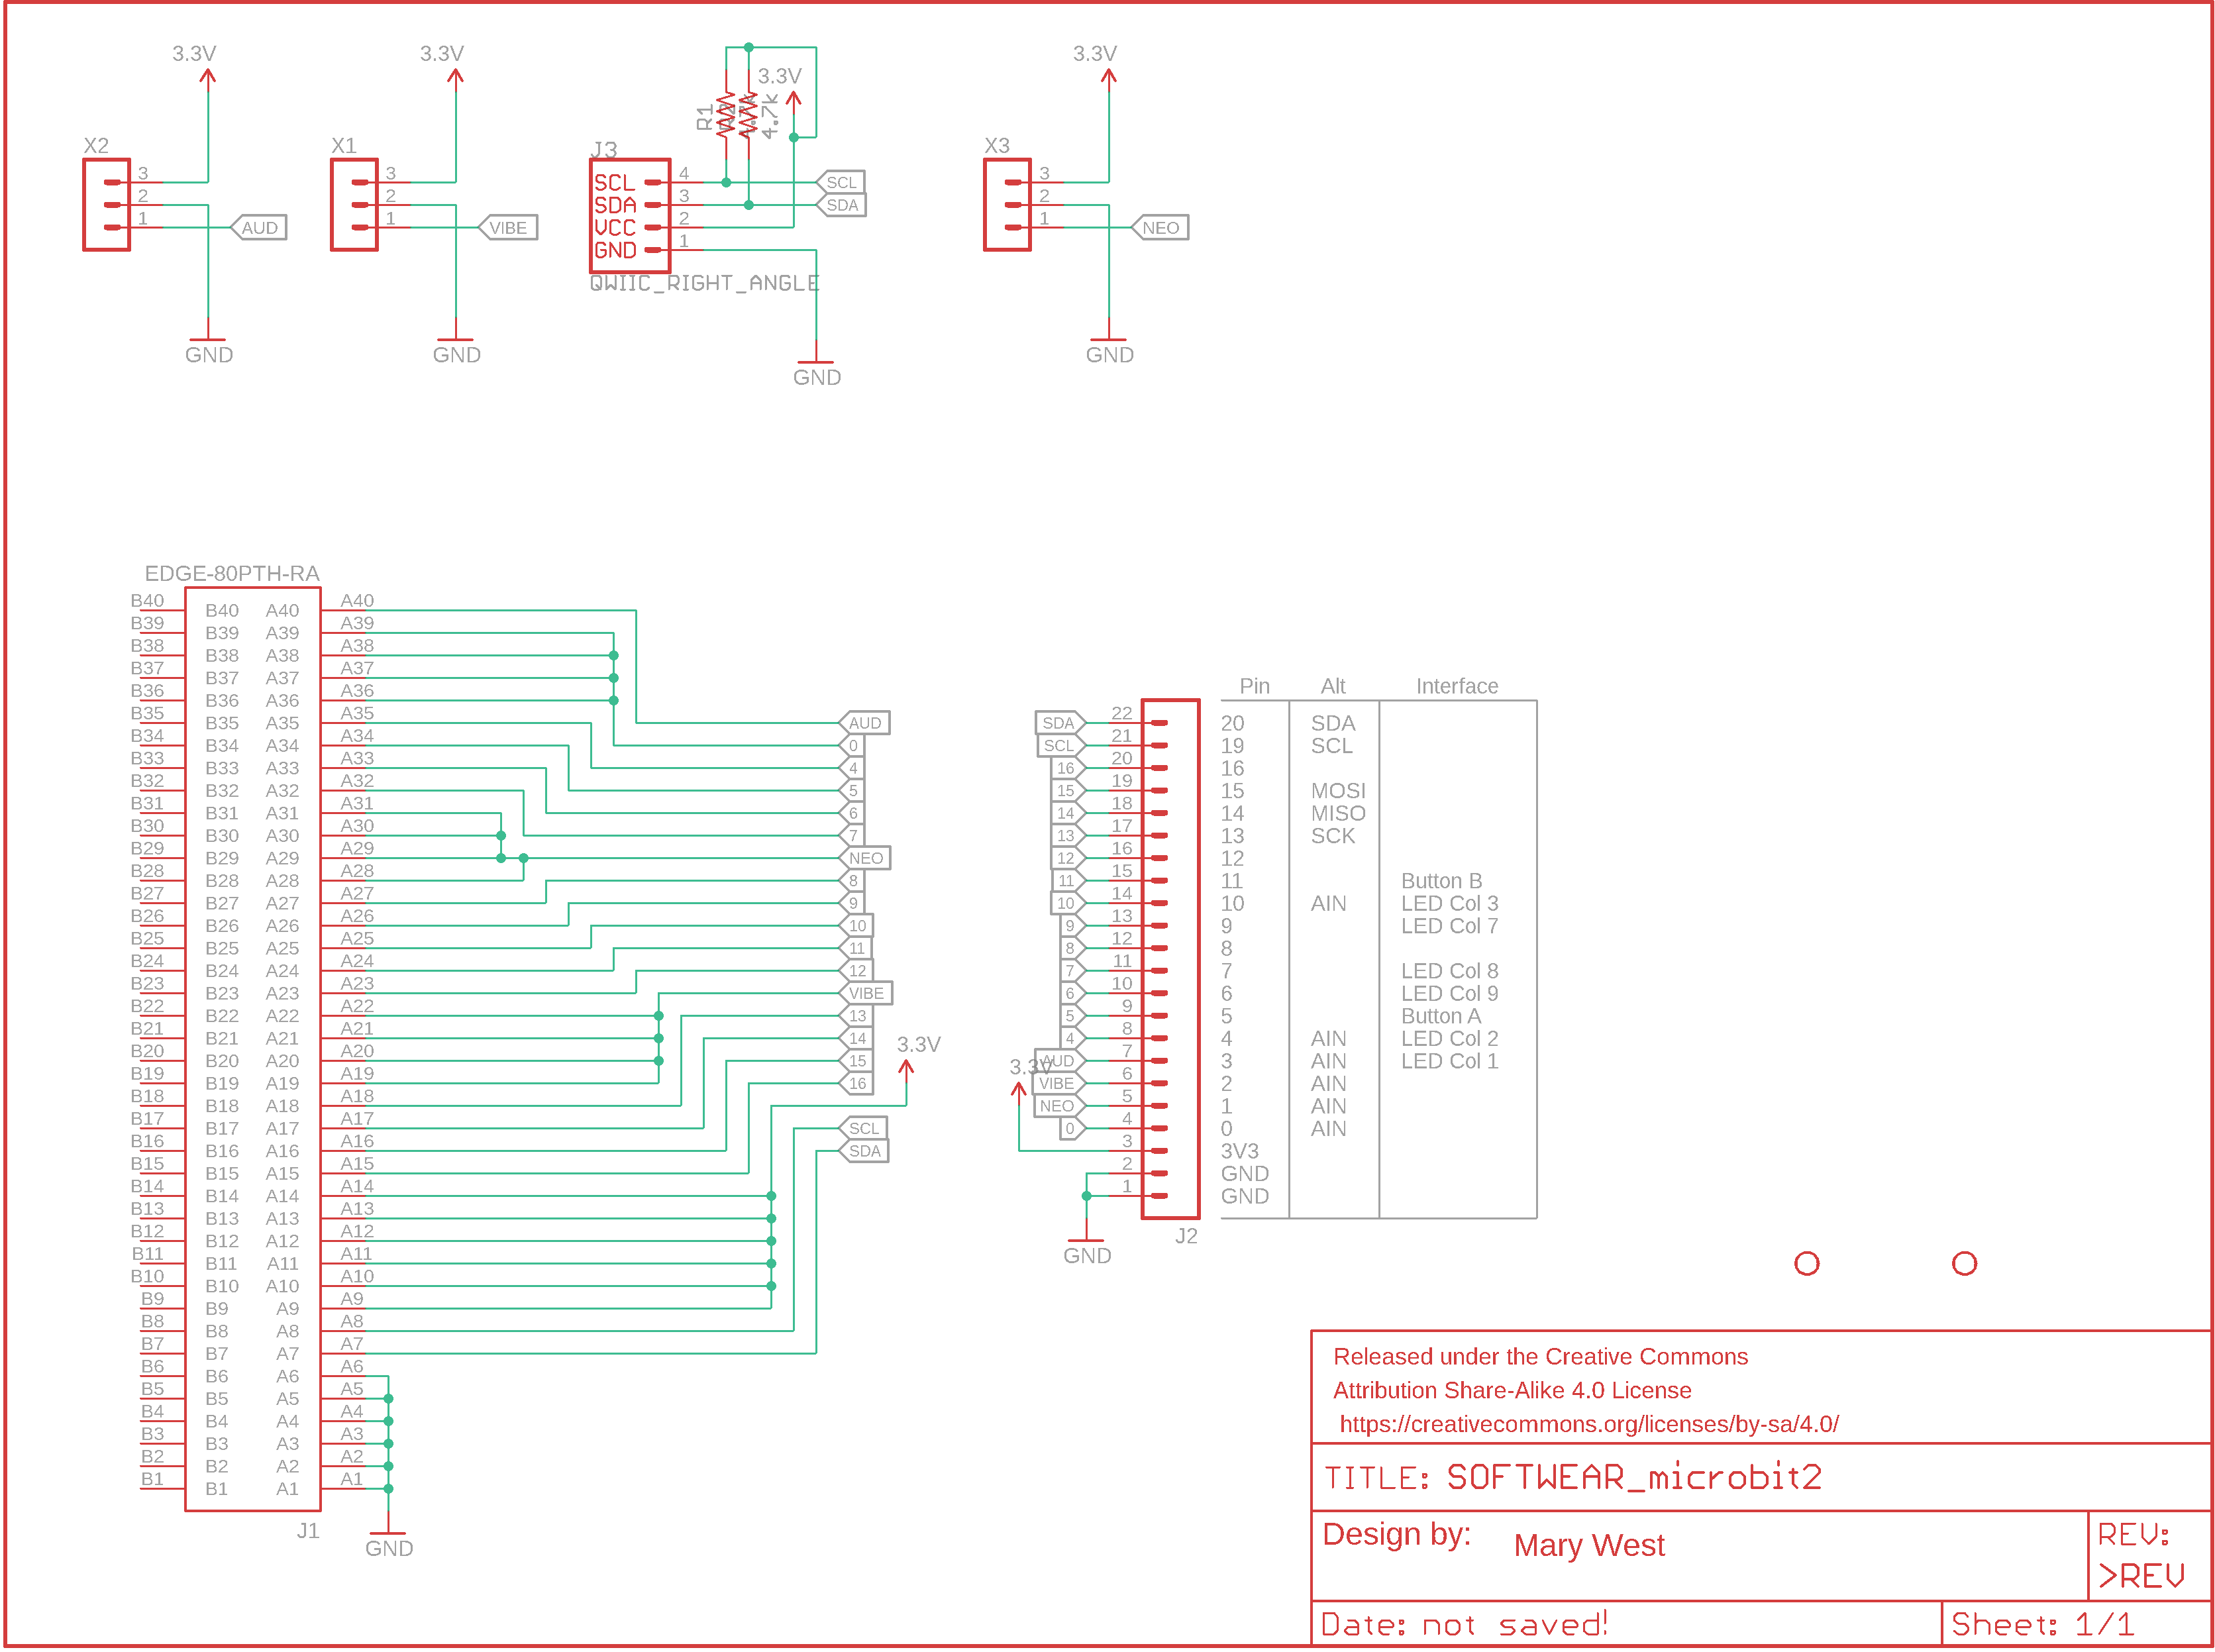 3.3V 3.3V 3.3V 3.3V
X2 X1 J3 X3
R1 R2 4.7k 4.7k
3 2 1 AUD
GND
3 2 1 VIBE
GND
SCL 4 SCL
SDA 3 SDA
VCC 2
GND 1
QWIIC_RIGHT_ANGLE
GND
3 2 1 NEO
GND
EDGE-80PTH-RA
B40 B40 A40 A40
B39 B39 A39 A39
B38 B38 A38 A38
B37 B37 A37 A37
B36 B36 A36 A36
B35 B35 A35 A35
B34 B34 A34 A34
B33 B33 A33 A33
B32 B32 A32 A32
B31 B31 A31 A31
B30 B30 A30 A30
B29 B29 A29 A29
B28 B28 A28 A28
B27 B27 A27 A27
B26 B26 A26 A26
B25 B25 A25 A25
B24 B24 A24 A24
B23 B23 A23 A23
B22 B22 A22 A22
B21 B21 A21 A21
B20 B20 A20 A20
B19 B19 A19 A19
B18 B18 A18 A18
B17 B17 A17 A17
B16 B16 A16 A16
B15 B15 A15 A15
B14 B14 A14 A14
B13 B13 A13 A13
B12 B12 A12 A12
B11 B11 A11 A11
B10 B10 A10 A10
B9 B9 A9 A9
B8 B8 A8 A8
B7 B7 A7 A7
B6 B6 A6 A6
B5 B5 A5 A5
B4 B4 A4 A4
B3 B3 A3 A3
B2 B2 A2 A2
B1 B1 A1 A1
J1
GND
AUD
0
4
5
6
7
NEO
8
9
10
11
12
VIBE
13
14
15
16
3.3V
SCL
SDA
Pin Alt Interface
SDA 22 20 SDA
SCL 21 19 SCL
16 20 16
15 19 15 MOSI
14 18 14 MISO
13 17 13 SCK
12 16 12
11 15 11 Button B
10 14 10 AIN LED Col 3
9 13 9 LED Col 7
8 12 8
7 11 7 LED Col 8
6 10 6 LED Col 9
5 9 5 Button A
4 8 4 AIN LED Col 2
3.3V AUD 7 3 AIN LED Col 1
VIBE 6 2 AIN
NEO 5 1 AIN
0 4 0 AIN
3 3V3
2 GND
1 GND
J2
GND
Released under the Creative Commons
Attribution Share-Alike 4.0 License
https://creativecommons.org/licenses/by-sa/4.0/
TITLE: SOFTWEAR_microbit2
Design by: Mary West
REV:
>REV
Date: not saved!
Sheet: 1/1